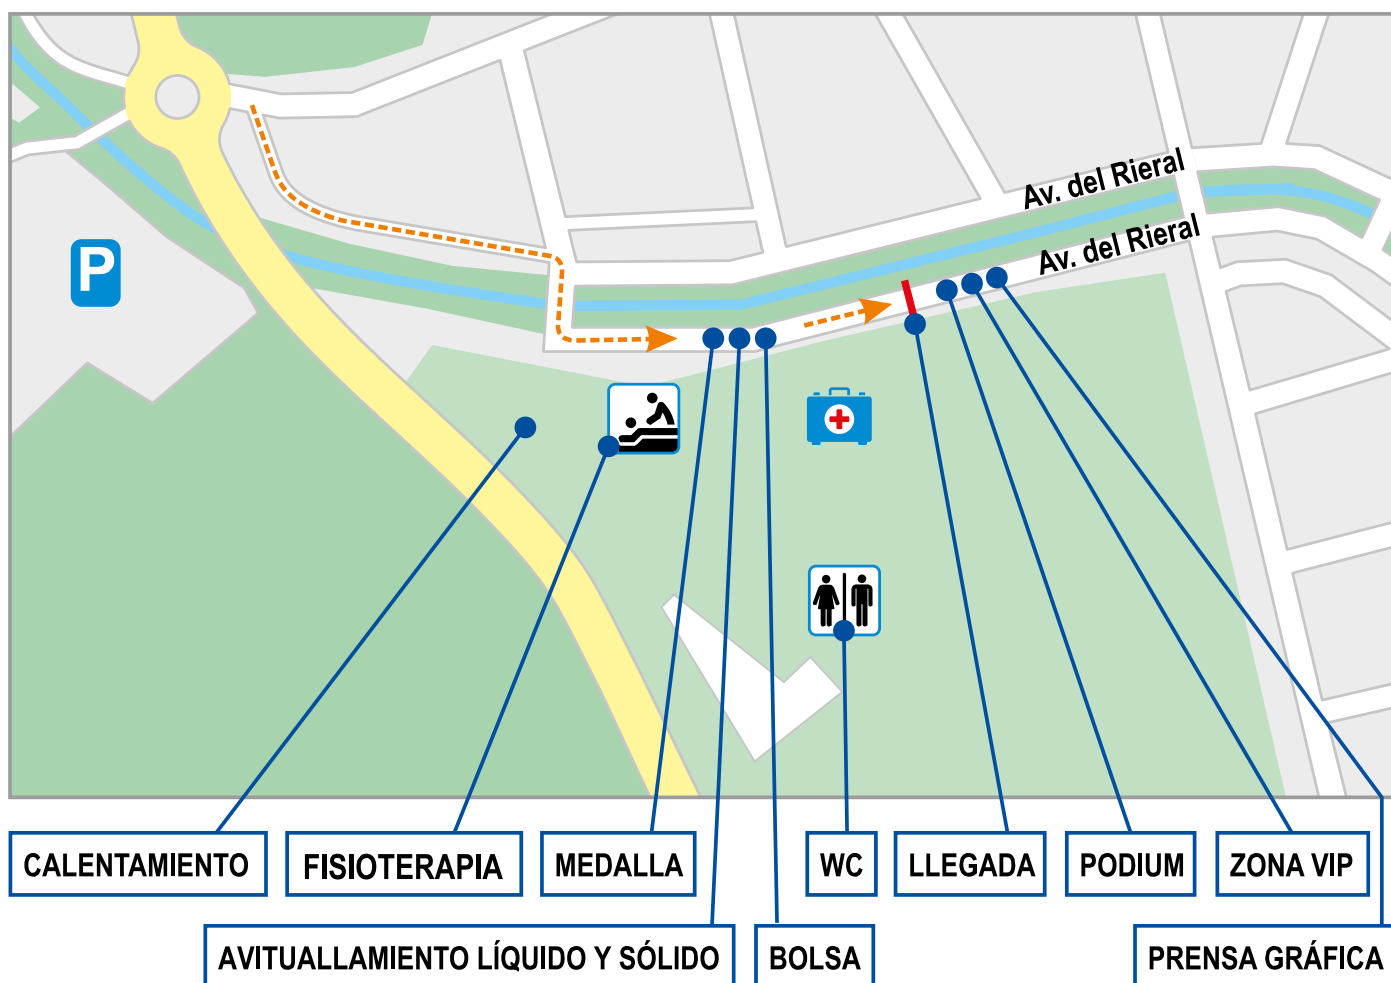 Av. del Rieral
Av. del Rieral
P
CALENTAMIENTO
FISIOTERAPIA
MEDALLA
WC
LLEGADA
PODIUM
ZONA VIP
AVITUALLAMIENTO LÍQUIDO Y SÓLIDO
BOLSA
PRENSA GRÁFICA